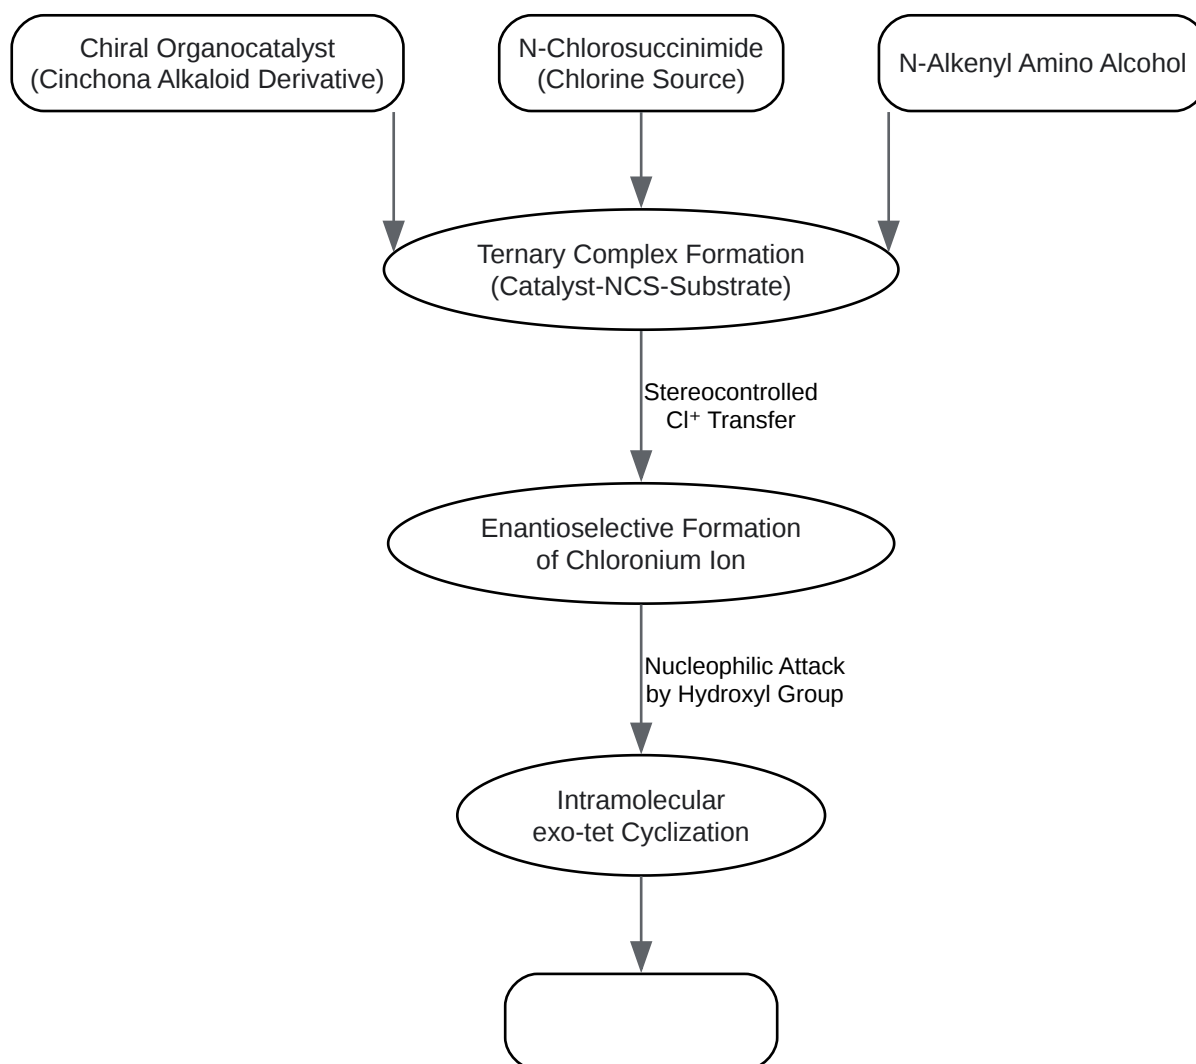 Chiral Organocatalyst
(Cinchona Alkaloid Derivative)
N-Chlorosuccinimide
(Chlorine Source)
N-Alkenyl Amino Alcohol
Ternary Complex Formation
(Catalyst-NCS-Substrate)
Stereocontrolled
Cl⁺ Transfer
Enantioselective Formation
of Chloronium Ion
Nucleophilic Attack
by Hydroxyl Group
Intramolecular
exo-tet Cyclization